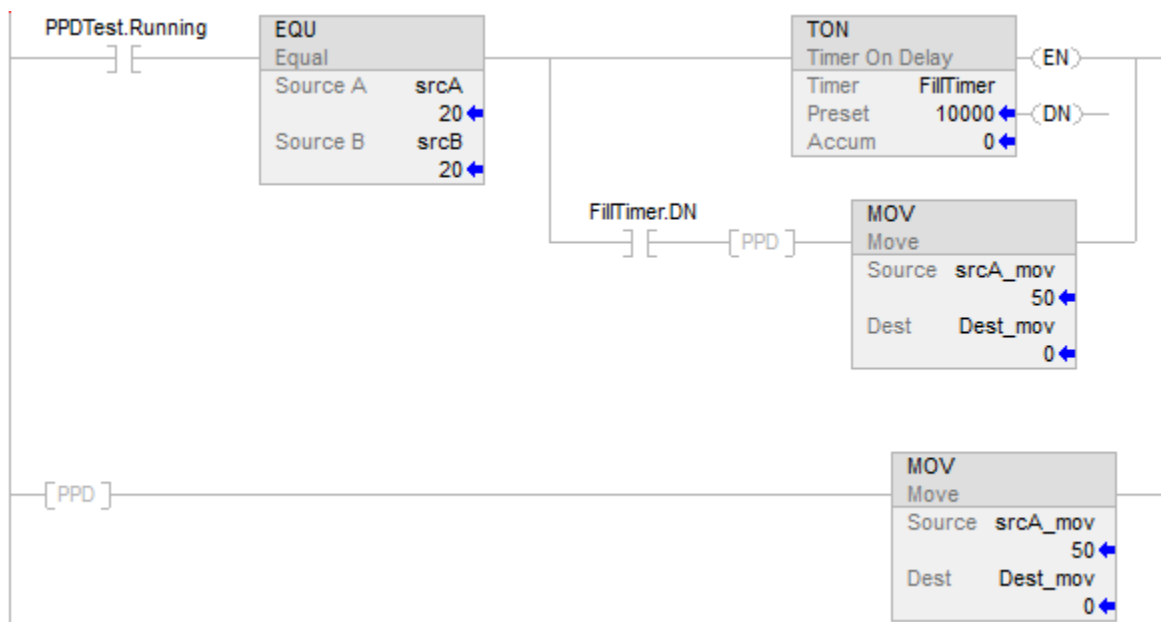 PPDTest.Running
EQU
Equal
Source A srcA
20
Source B srcB
20
TON
Timer On Delay
Timer FillTimer
Preset 10000
Accum 0
EN
DN
FillTimer.DN
PPD
MOV
Move
Source srcA_mov
50
Dest Dest_mov
0
PPD
MOV
Move
Source srcA_mov
50
Dest Dest_mov
0